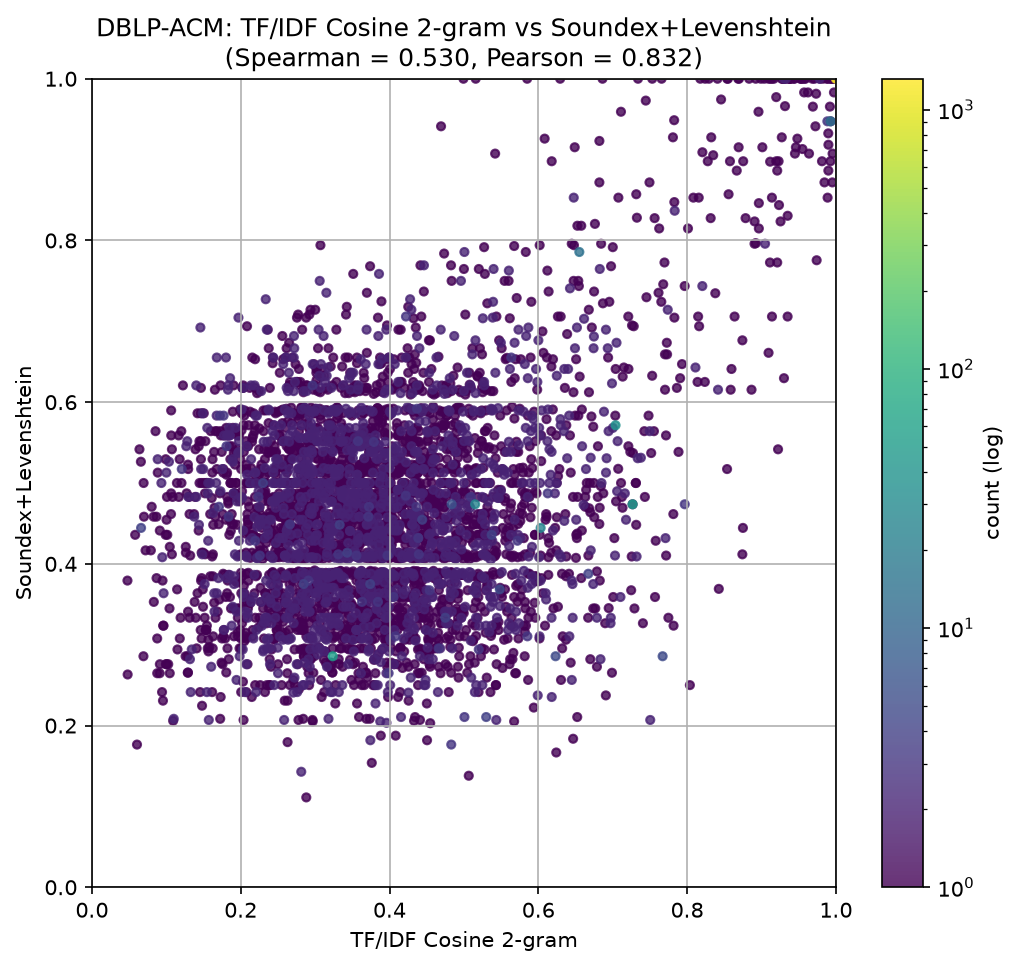 DBLP-ACM: TF/IDF Cosine 2-gram vs Soundex+Levenshtein
(Spearman = 0.530, Pearson = 0.832)
1.0
0.8
0.6
0.4
0.2
0.0
Soundex+Levenshtein
0.0 0.2 0.4 0.6 0.8 1.0
TF/IDF Cosine 2-gram
10³
10²
10¹
10⁰
count (log)